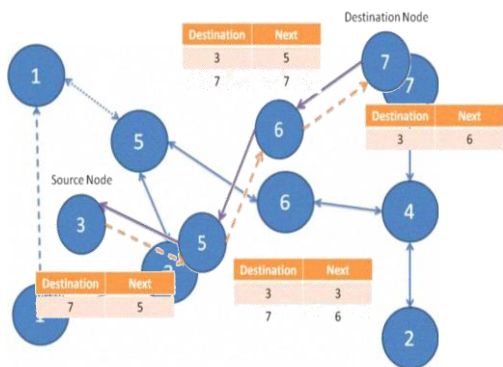 Destination Node
Destination Next
3 5
7 7
1
7
7
5
6
Destination Next
3 6
Source Node
3
5
6
4
Destination Next
7 5
Destination Next
3 3
7 6
2